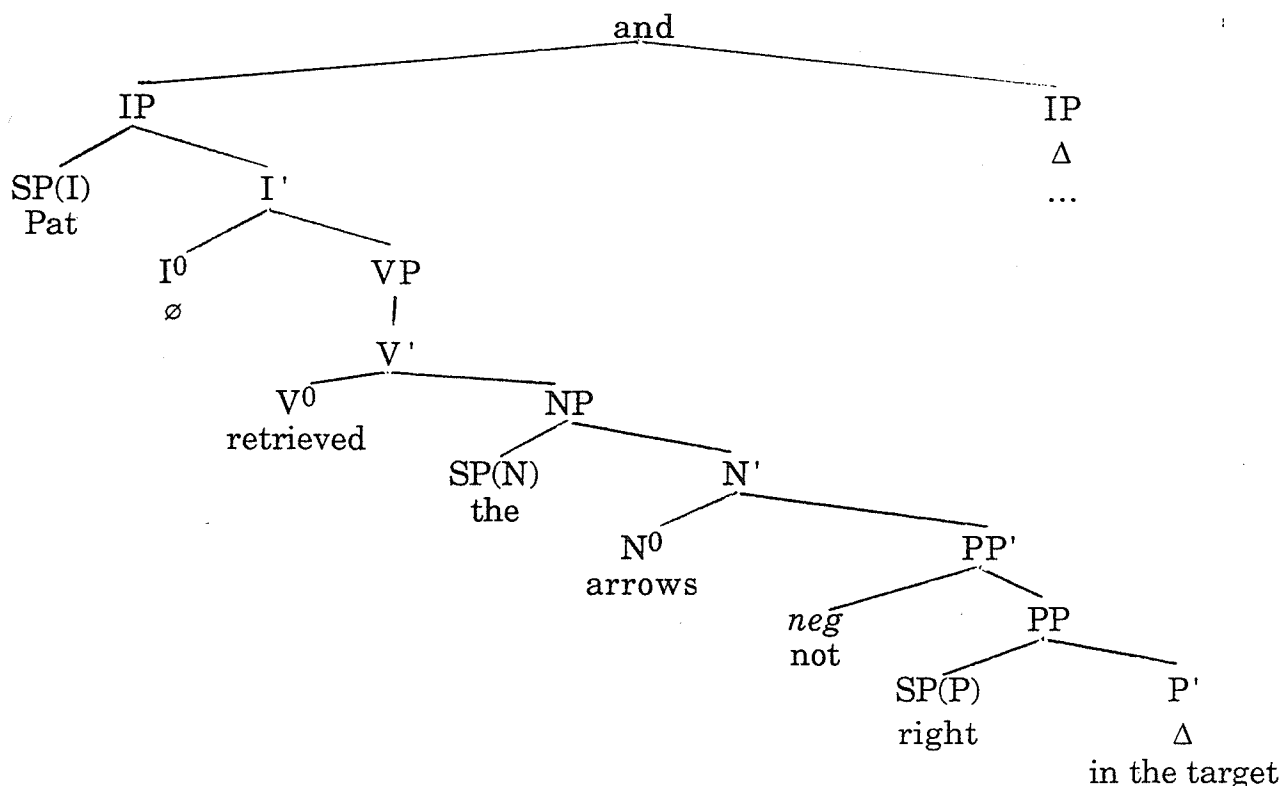 and
IP IP
Δ
SP(I) I' …
Pat
I⁰ VP
ø
V'
V⁰ NP
retrieved
SP(N) N'
the
N⁰ PP'
arrows
neg PP
not
SP(P) P'
right Δ
in the target